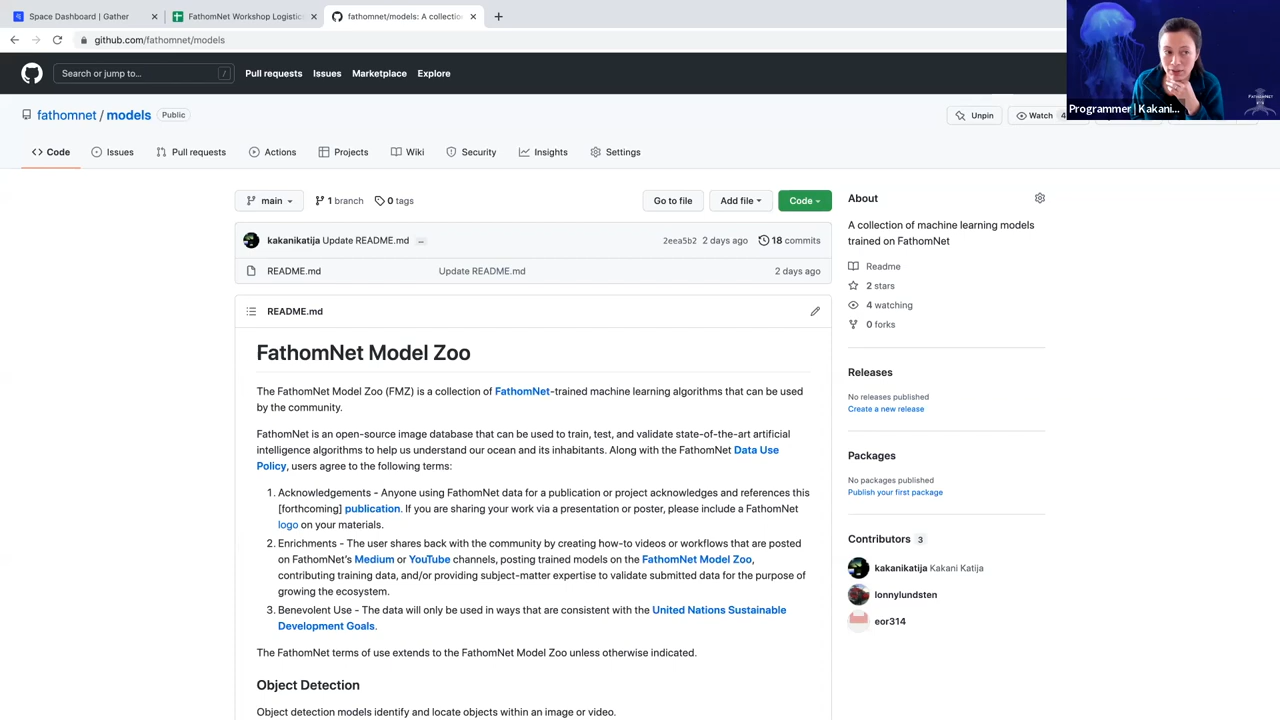 Space Dashboard | Gather
FathomNet Workshop Logistic
fathomnet/models: A collectio
github.com/fathomnet/models
Search or jump to…
/
Pull requests
Issues
Marketplace
Explore
Programmer | Kakani...
FATHOMNET
fathomnet / models
Public
Unpin
Watch 4
Code
Issues
Pull requests
Actions
Projects
Wiki
Security
Insights
Settings
main
1 branch
0 tags
Go to file
Add file
Code
kakanikatija Update README.md ...
2eea5b2 2 days ago
18 commits
README.md
Update README.md
2 days ago
README.md
FathomNet Model Zoo
The FathomNet Model Zoo (FMZ) is a collection of FathomNet-trained machine learning algorithms that can be used
by the community.
FathomNet is an open-source image database that can be used to train, test, and validate state-of-the-art artificial
intelligence algorithms to help us understand our ocean and its inhabitants. Along with the FathomNet Data Use
Policy, users agree to the following terms:
1. Acknowledgements - Anyone using FathomNet data for a publication or project acknowledges and references this
[forthcoming] publication. If you are sharing your work via a presentation or poster, please include a FathomNet
logo on your materials.
2. Enrichments - The user shares back with the community by creating how-to videos or workflows that are posted
on FathomNet's Medium or YouTube channels, posting trained models on the FathomNet Model Zoo,
contributing training data, and/or providing subject-matter expertise to validate submitted data for the purpose of
growing the ecosystem.
3. Benevolent Use - The data will only be used in ways that are consistent with the United Nations Sustainable
Development Goals.
The FathomNet terms of use extends to the FathomNet Model Zoo unless otherwise indicated.
Object Detection
Object detection models identify and locate objects within an image or video.
About
A collection of machine learning models
trained on FathomNet
Readme
2 stars
4 watching
0 forks
Releases
No releases published
Create a new release
Packages
No packages published
Publish your first package
Contributors 3
kakanikatija Kakani Katija
lonnylundsten
eor314